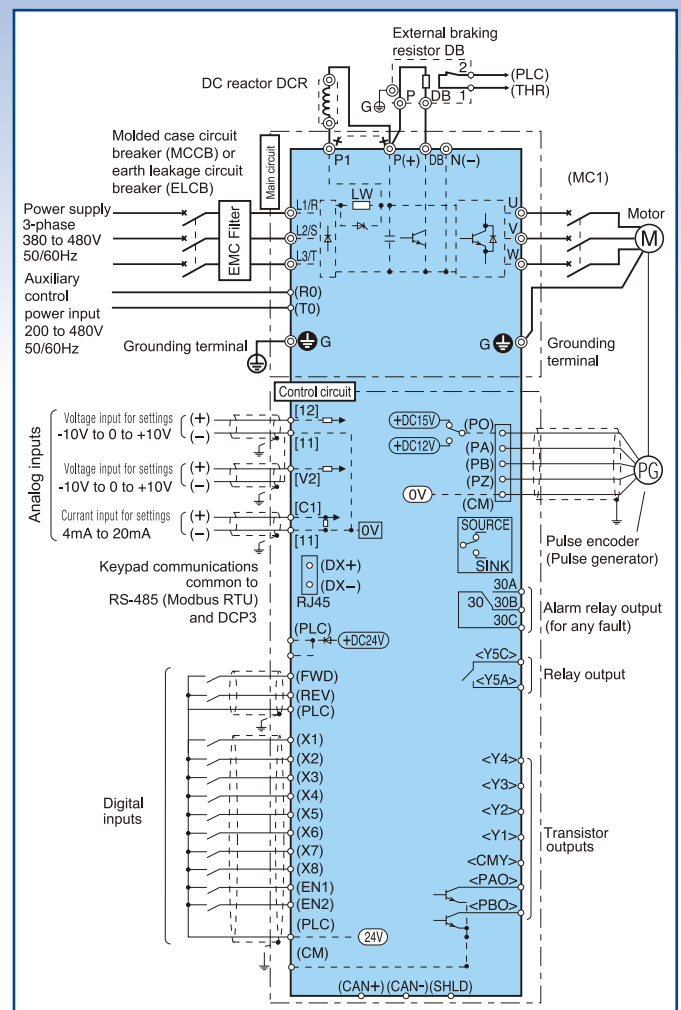 External braking
resistor DB
2
(PLC)
DC reactor DCR
G
P
DB
1
(THR)
Molded case circuit
breaker (MCCB) or
earth leakage circuit
breaker (ELCB)
Main circuit
P1
P(+)
DB
N(-)
(MC1)
Power supply
3-phase
380 to 480V
50/60Hz
EMC Filter
L1/R
L2/S
L3/T
LW
U
V
W
Motor
M
Auxiliary
control
power input
200 to 480V
50/60Hz
(R0)
(T0)
Grounding terminal
G
G
Grounding
terminal
Control circuit
Analog inputs
Voltage input for settings
-10V to 0 to +10V
(+)
(-)
[12]
[11]
Voltage input for settings
-10V to 0 to +10V
(+)
(-)
[V2]
Currant input for settings
4mA to 20mA
(+)
(-)
[C1]
[11]
0V
+DC15V
+DC12V
0V
(PO)
(PA)
(PB)
(PZ)
(CM)
PG
Pulse encoder
(Pulse generator)
SOURCE
SINK
Keypad communications
common to
RS-485 (Modbus RTU)
and DCP3
(DX+)
(DX-)
RJ45
30
30A
30B
30C
Alarm relay output
(for any fault)
(PLC)
+DC24V
<Y5C>
<Y5A>
Relay output
Digital
inputs
(FWD)
(REV)
(PLC)
(X1)
(X2)
(X3)
(X4)
(X5)
(X6)
(X7)
(X8)
(EN1)
(EN2)
(PLC)
24V
(CM)
<Y4>
<Y3>
<Y2>
<Y1>
<CMY>
<PAO>
<PBO>
Transistor
outputs
(CAN+) (CAN-) (SHLD)